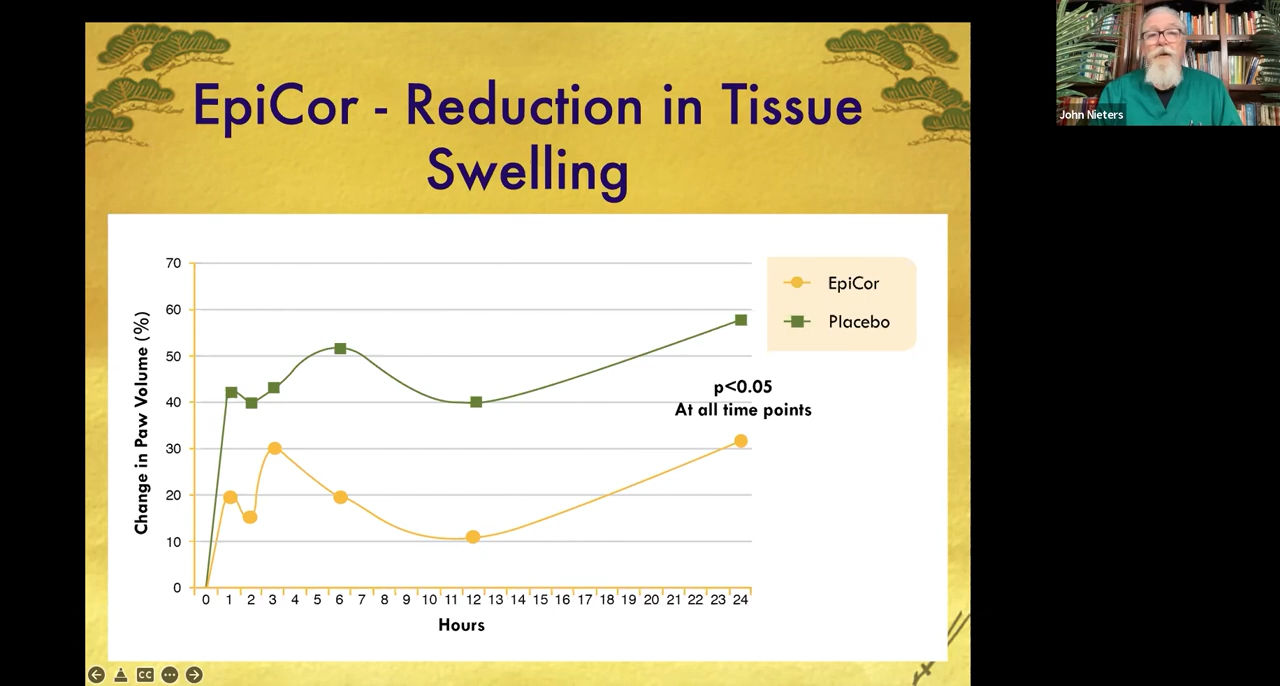 EpiCor - Reduction in Tissue
Swelling
John Nieters
70
60
50
40
30
20
10
0
Change in Paw Volume (%)
EpiCor
Placebo
p<0.05
At all time points
0 1 2 3 4 5 6 7 8 9 10 11 12 13 14 15 16 17 18 19 20 21 22 23 24
Hours
CC